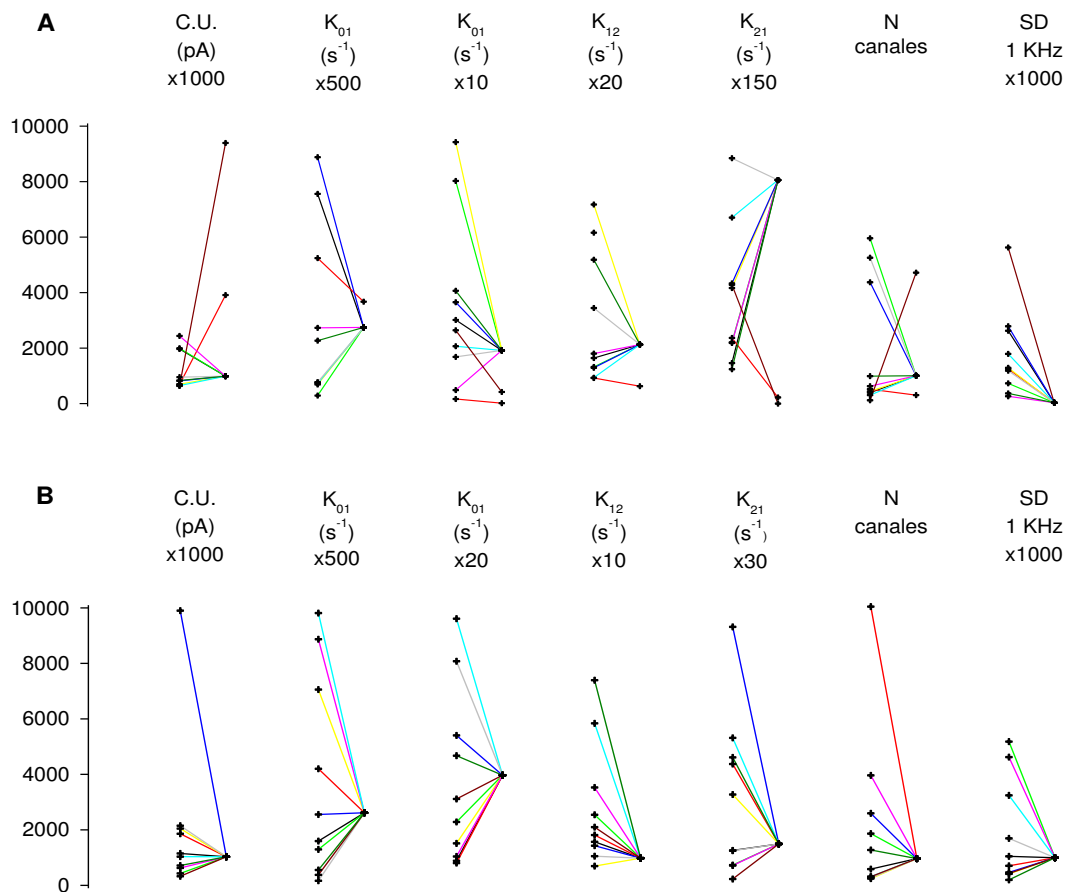 A
C.U. K₀₁ K₀₁ K₁₂ K₂₁ N SD
(pA) (s⁻¹) (s⁻¹) (s⁻¹) (s⁻¹) canales 1 KHz
x1000 x500 x10 x20 x150 x1000
10000
8000
6000
4000
2000
0
B
C.U. K₀₁ K₀₁ K₁₂ K₂₁ N SD
(pA) (s⁻¹) (s⁻¹) (s⁻¹) (s⁻¹) canales 1 KHz
x1000 x500 x20 x10 x30 x1000
10000
8000
6000
4000
2000
0